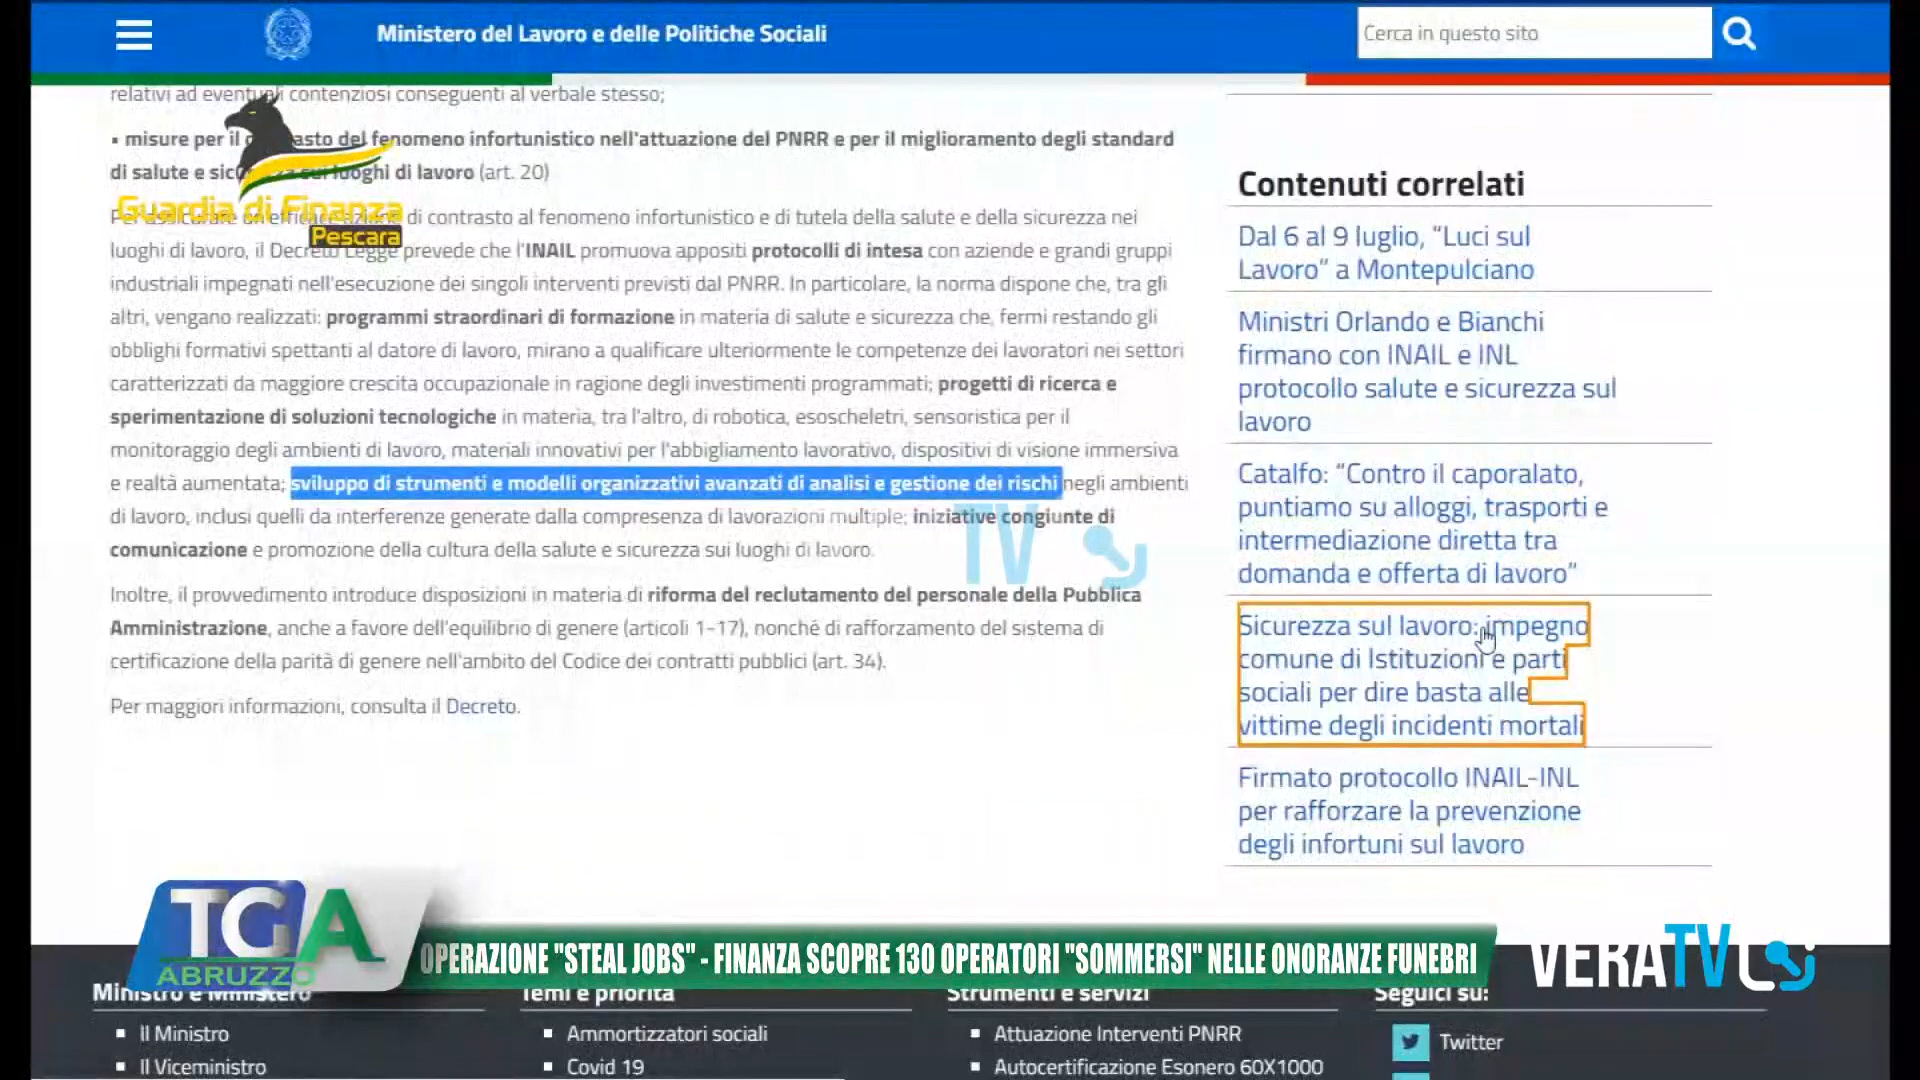 Ministero del Lavoro e delle Politiche Sociali
Cerca in questo sito
relativi ad eventuali contenziosi conseguenti al verbale stesso;
▪ misure per il contrasto del fenomeno infortunistico nell'attuazione del PNRR e per il miglioramento degli standard
di salute e sicurezza sui luoghi di lavoro (art. 20)
Guardia di Finanza
Pescara
Per assicurare un'efficace azione di contrasto al fenomeno infortunistico e di tutela della salute e della sicurezza nei
luoghi di lavoro, il Decreto Legge prevede che l'INAIL promuova appositi protocolli di intesa con aziende e grandi gruppi
industriali impegnati nell'esecuzione dei singoli interventi previsti dal PNRR. In particolare, la norma dispone che, tra gli
altri, vengano realizzati: programmi straordinari di formazione in materia di salute e sicurezza che, fermi restando gli
obblighi formativi spettanti al datore di lavoro, mirano a qualificare ulteriormente le competenze dei lavoratori nei settori
caratterizzati da maggiore crescita occupazionale in ragione degli investimenti programmati; progetti di ricerca e
sperimentazione di soluzioni tecnologiche in materia, tra l'altro, di robotica, esoscheletri, sensoristica per il
monitoraggio degli ambienti di lavoro, materiali innovativi per l'abbigliamento lavorativo, dispositivi di visione immersiva
e realtà aumentata; sviluppo di strumenti e modelli organizzativi avanzati di analisi e gestione dei rischi negli ambienti
di lavoro, inclusi quelli da interferenze generate dalla compresenza di lavorazioni multiple; iniziative congiunte di
comunicazione e promozione della cultura della salute e sicurezza sui luoghi di lavoro.
TV
Inoltre, il provvedimento introduce disposizioni in materia di riforma del reclutamento del personale della Pubblica
Amministrazione, anche a favore dell'equilibrio di genere (articoli 1-17), nonché di rafforzamento del sistema di
certificazione della parità di genere nell'ambito del Codice dei contratti pubblici (art. 34).
Per maggiori informazioni, consulta il Decreto.
Contenuti correlati
Dal 6 al 9 luglio, “Luci sul
Lavoro” a Montepulciano
Ministri Orlando e Bianchi
firmano con INAIL e INL
protocollo salute e sicurezza sul
lavoro
Catalfo: “Contro il caporalato,
puntiamo su alloggi, trasporti e
intermediazione diretta tra
domanda e offerta di lavoro”
Sicurezza sul lavoro: impegno
comune di Istituzioni e parti
sociali per dire basta alle
vittime degli incidenti mortali
Firmato protocollo INAIL-INL
per rafforzare la prevenzione
degli infortuni sul lavoro
TGA
ABRUZZO
OPERAZIONE "STEAL JOBS" - FINANZA SCOPRE 130 OPERATORI "SOMMERSI" NELLE ONORANZE FUNEBRI
VERATV
Ministro e Ministero
Il Ministro
Il Viceministro
Temi e priorità
Ammortizzatori sociali
Covid 19
Strumenti e servizi
Attuazione Interventi PNRR
Autocertificazione Esonero 60X1000
Seguici su:
Twitter